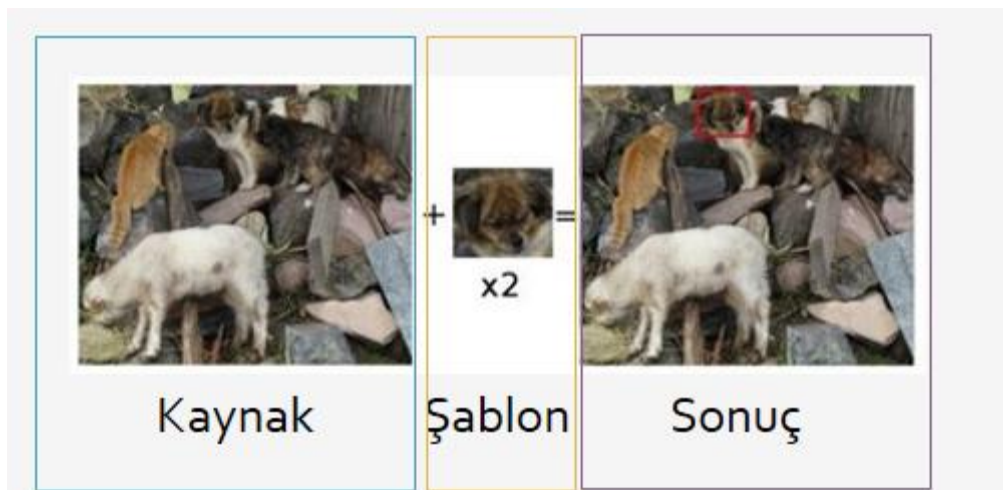 +
=
x2
Kaynak
Şablon
Sonuç